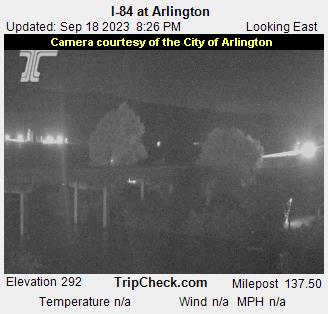 I-84 at Arlington
Updated: Sep 18 2023 8:26 PM Looking East
Camera courtesy of the City of Arlington
Elevation 292 TripCheck.com Milepost 137.50
Temperature n/a Wind n/a MPH n/a